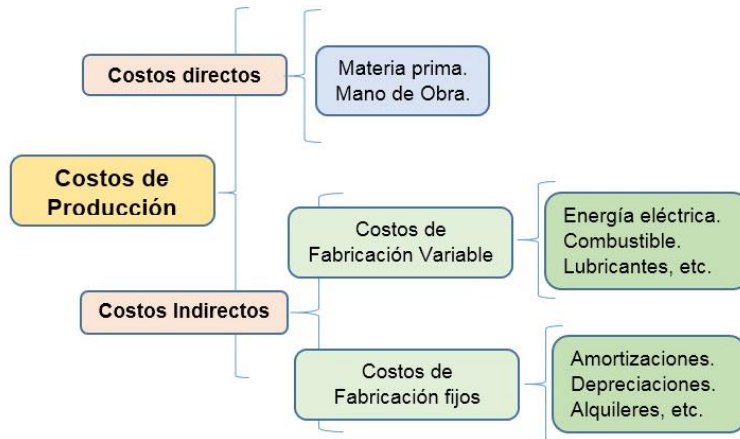 Costos de
Producción
Costos directos
Materia prima.
Mano de Obra.
Costos Indirectos
Costos de
Fabricación Variable
Energía eléctrica.
Combustible.
Lubricantes, etc.
Costos de
Fabricación fijos
Amortizaciones.
Depreciaciones.
Alquileres, etc.